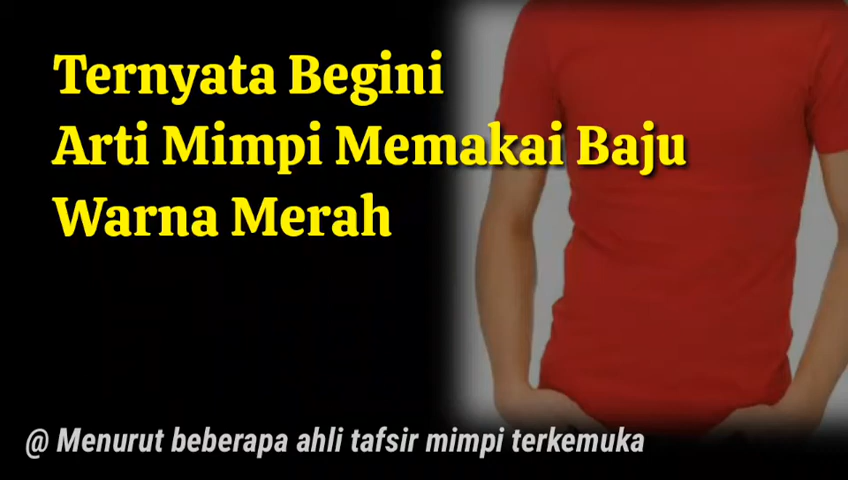 Ternyata Begini
Arti Mimpi Memakai Baju
Warna Merah
@ Menurut beberapa ahli tafsir mimpi terkemuka